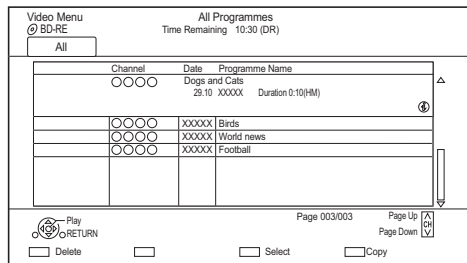 Video Menu
All Programmes
BD-RE
Time Remaining 10:30 (DR)
All
Channel Date Programme Name
Dogs and Cats
29.10 XXXXX Duration 0:10(HM)
XXXXX Birds
XXXXX World news
XXXXX Football
Play
RETURN
Page 003/003
Page Up
CH
Page Down
Delete
Select
Copy